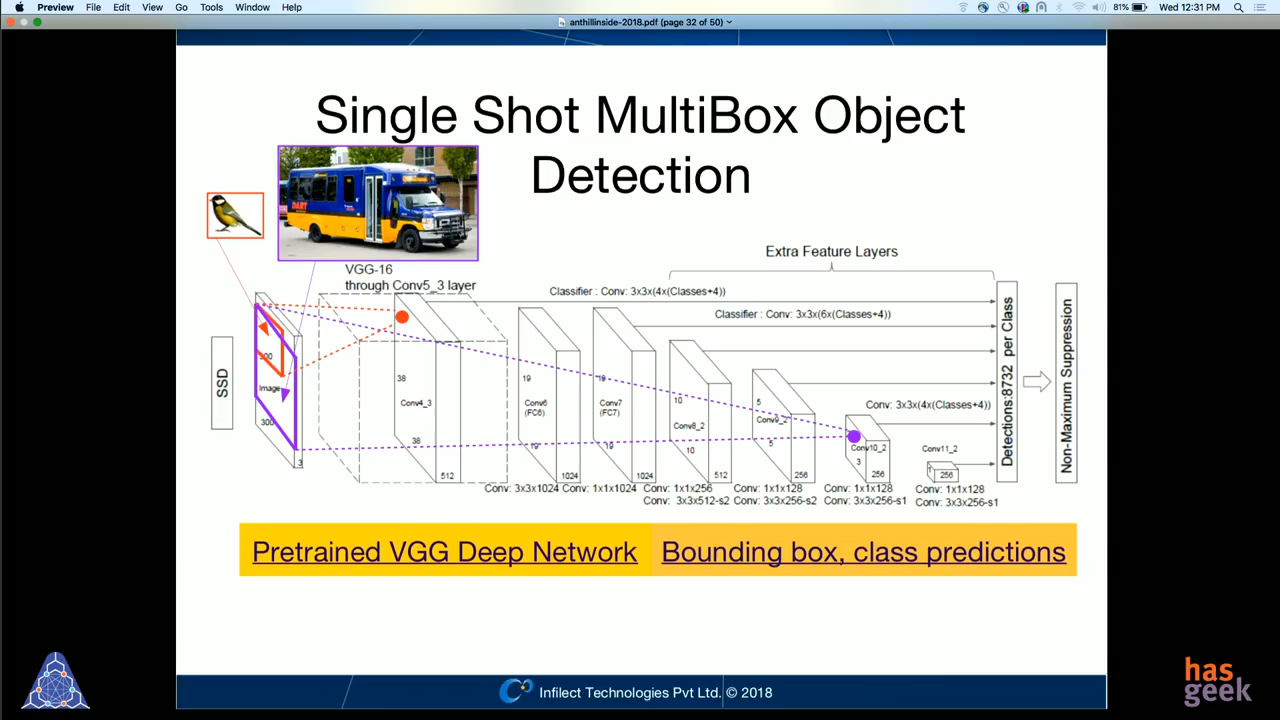 Preview File Edit View Go Tools Window Help
81% Wed 12:31 PM
anthillinside-2018.pdf (page 32 of 50)
Single Shot MultiBox Object
Detection
DART
VGG-16
through Conv5_3 layer
Extra Feature Layers
Classifier : Conv: 3x3x(4x(Classes+4))
Classifier : Conv: 3x3x(6x(Classes+4))
Conv: 3x3x(4x(Classes+4))
SSD
300
Image
300
3
38
Conv4_3
38
512
19
Conv6
(FC6)
19
1024
19
Conv7
(FC7)
19
1024
10
Conv8_2
10
512
5
Conv9_2
5
256
Conv10_2
3
256
Conv11_2
1
256
Detections:8732 per Class
Non-Maximum Suppression
Conv: 3x3x1024 Conv: 1x1x1024 Conv: 1x1x256 Conv: 1x1x128 Conv: 1x1x128 Conv: 1x1x128
Conv: 3x3x512-s2 Conv: 3x3x256-s2 Conv: 3x3x256-s1 Conv: 3x3x256-s1
Pretrained VGG Deep Network Bounding box, class predictions
Infilect Technologies Pvt Ltd. © 2018
has
geek